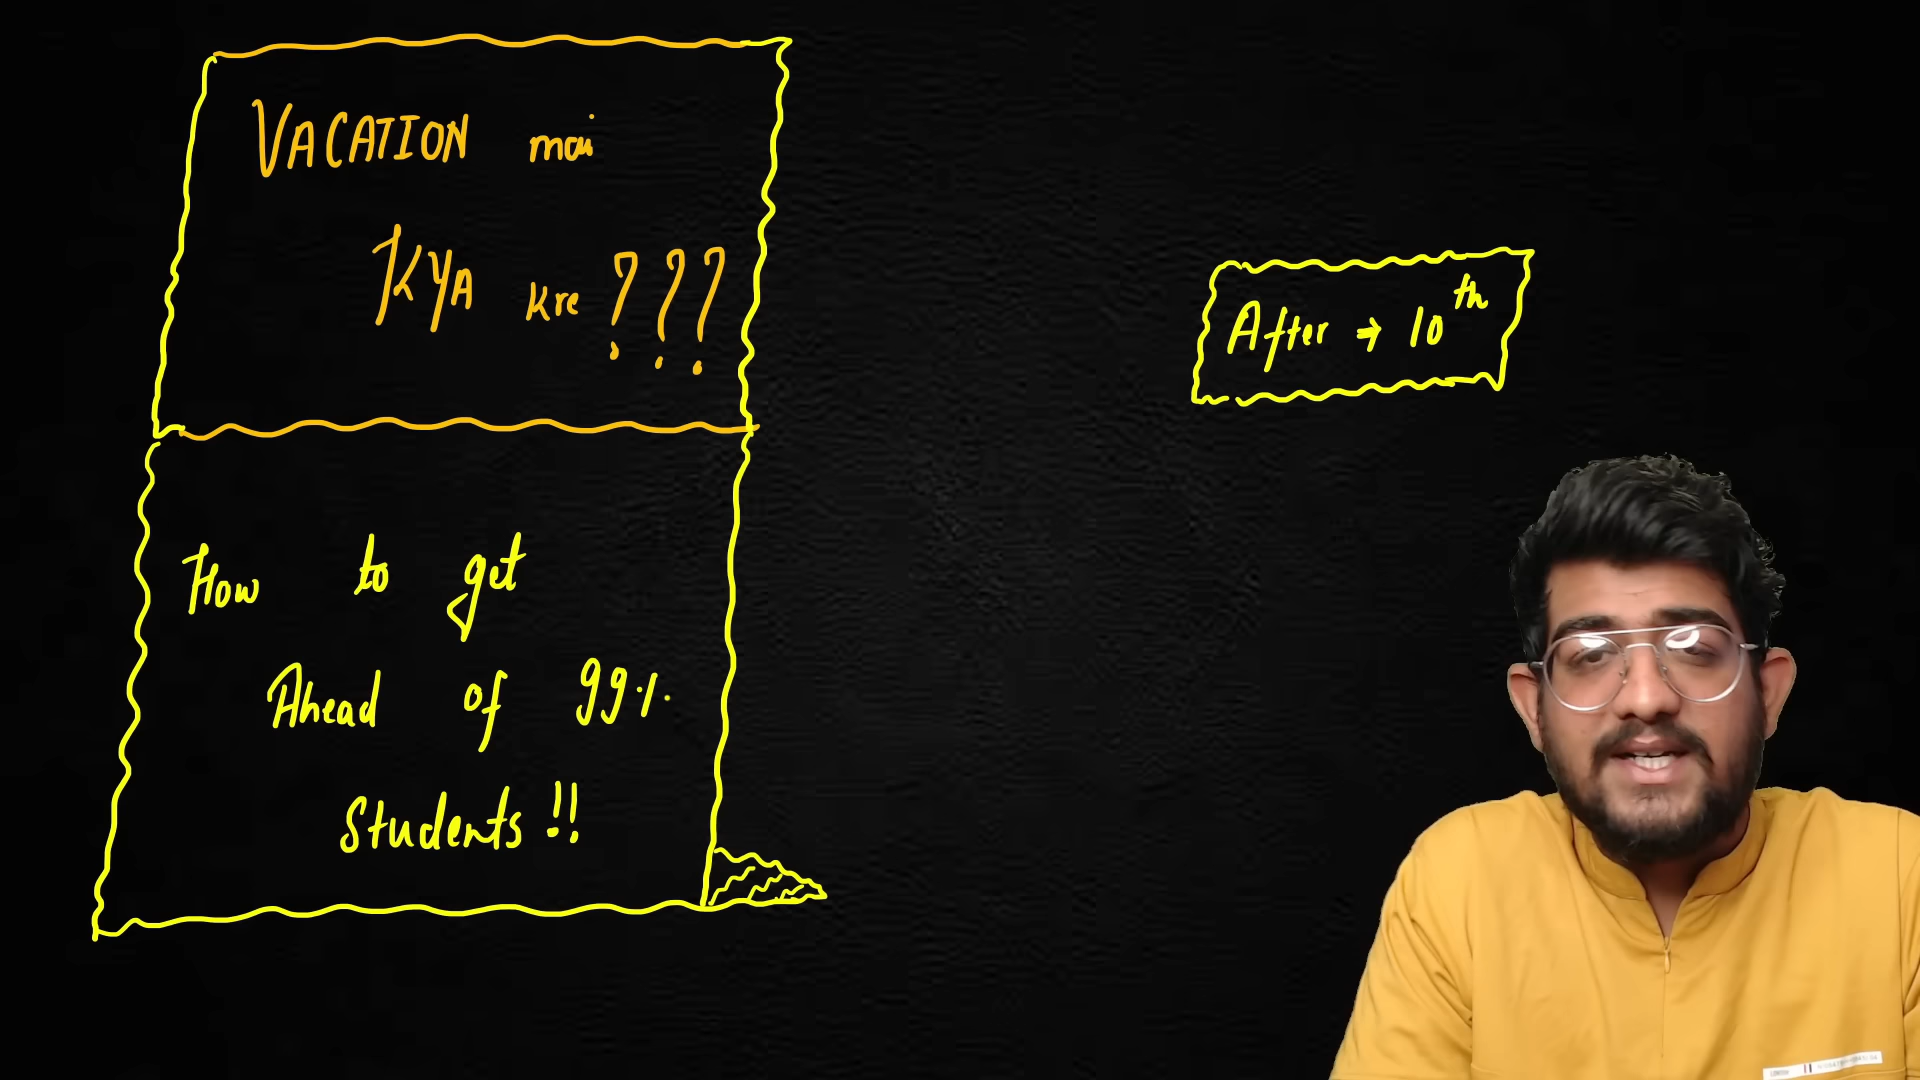 VACATION mai
KYA kre ???
How to get
Ahead of 99%
Students !!
After → 10th